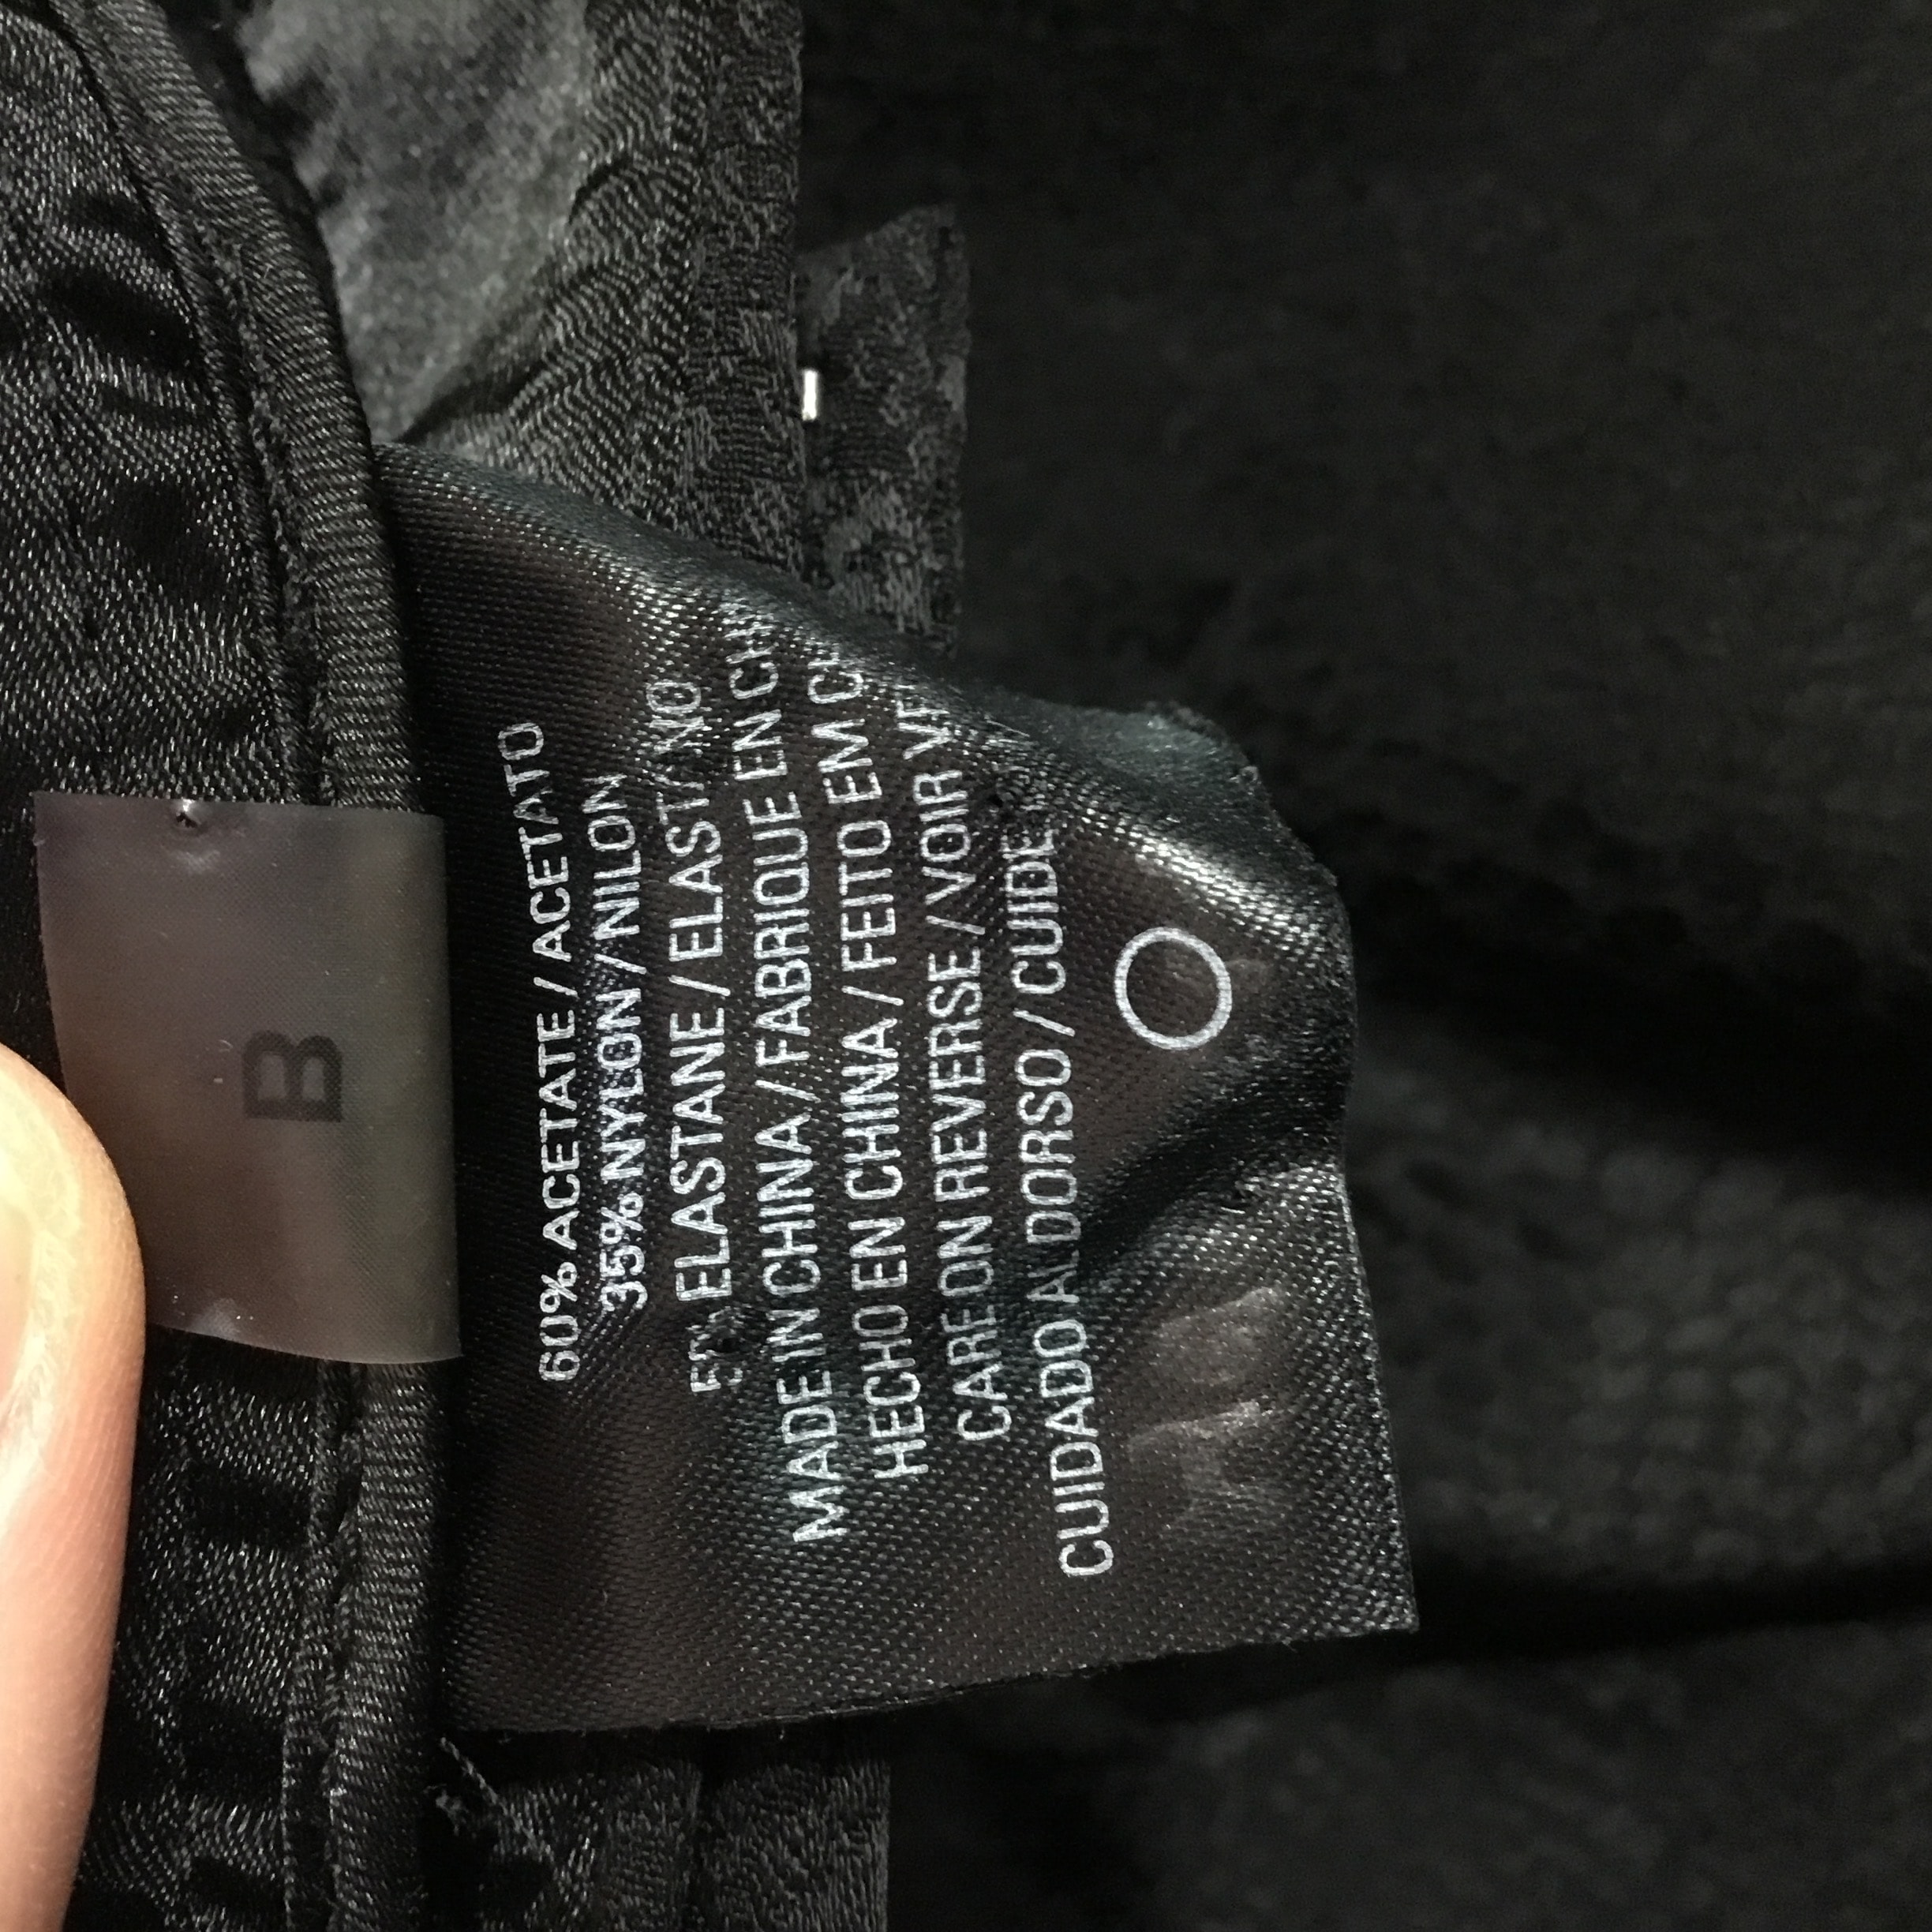 B
60% ACETATE / ACETATO
35% NYLON / NILON
5% ELASTANE / ELASTANO
MADE IN CHINA / FABRIQUE EN
HECHO EN CHINA / FEITO EM
CARE ON REVERSE / VOIR
CUIDADO AL DORSO /